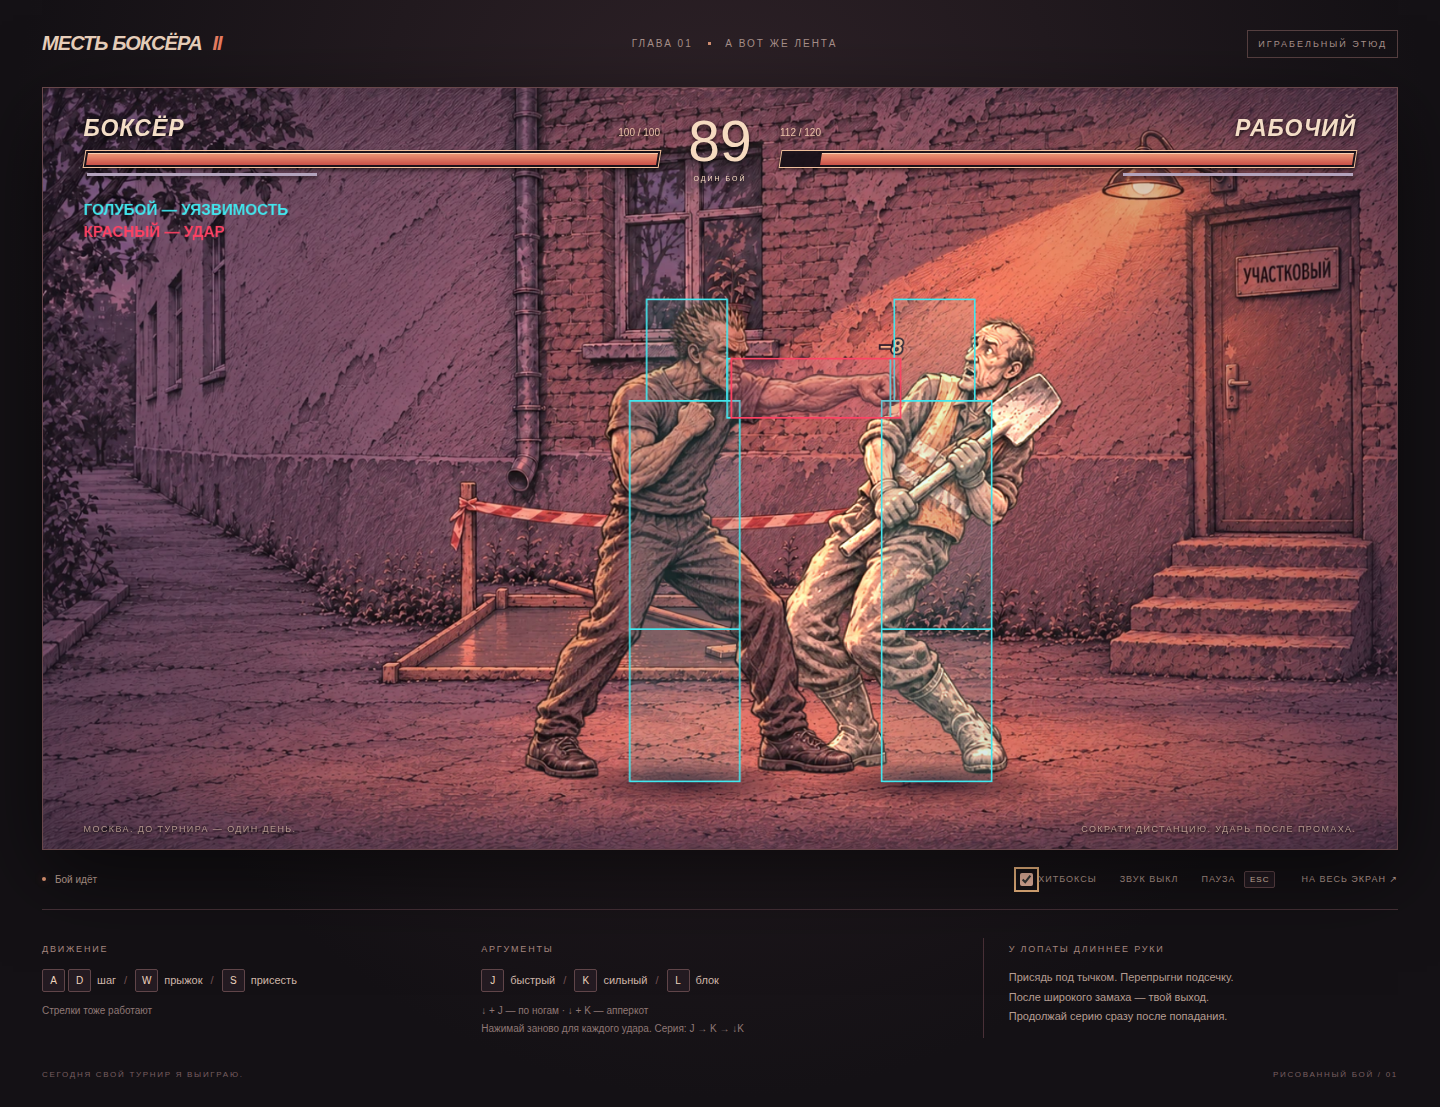 МЕСТЬ БОКСЁРА II
ГЛАВА 01 • А ВОТ ЖЕ ЛЕНТА
ИГРАБЕЛЬНЫЙ ЭТЮД
БОКСЁР
100 / 100
89
ОДИН БОЙ
112 / 120
РАБОЧИЙ
ГОЛУБОЙ — УЯЗВИМОСТЬ
КРАСНЫЙ — УДАР
УЧАСТКОВЫЙ
−8
МОСКВА. ДО ТУРНИРА — ОДИН ДЕНЬ.
СОКРАТИ ДИСТАНЦИЮ. УДАРЬ ПОСЛЕ ПРОМАХА.
Бой идёт
ХИТБОКСЫ
ЗВУК ВЫКЛ
ПАУЗА ESC
НА ВЕСЬ ЭКРАН ↗
ДВИЖЕНИЕ
A D шаг / W прыжок / S присесть
Стрелки тоже работают
АРГУМЕНТЫ
J быстрый / K сильный / L блок
↓ + J — по ногам · ↓ + K — апперкот
Нажимай заново для каждого удара. Серия: J → K → ↓K
У ЛОПАТЫ ДЛИННЕЕ РУКИ
Присядь под тычком. Перепрыгни подсечку.
После широкого замаха — твой выход.
Продолжай серию сразу после попадания.
СЕГОДНЯ СВОЙ ТУРНИР Я ВЫИГРАЮ.
РИСОВАННЫЙ БОЙ / 01